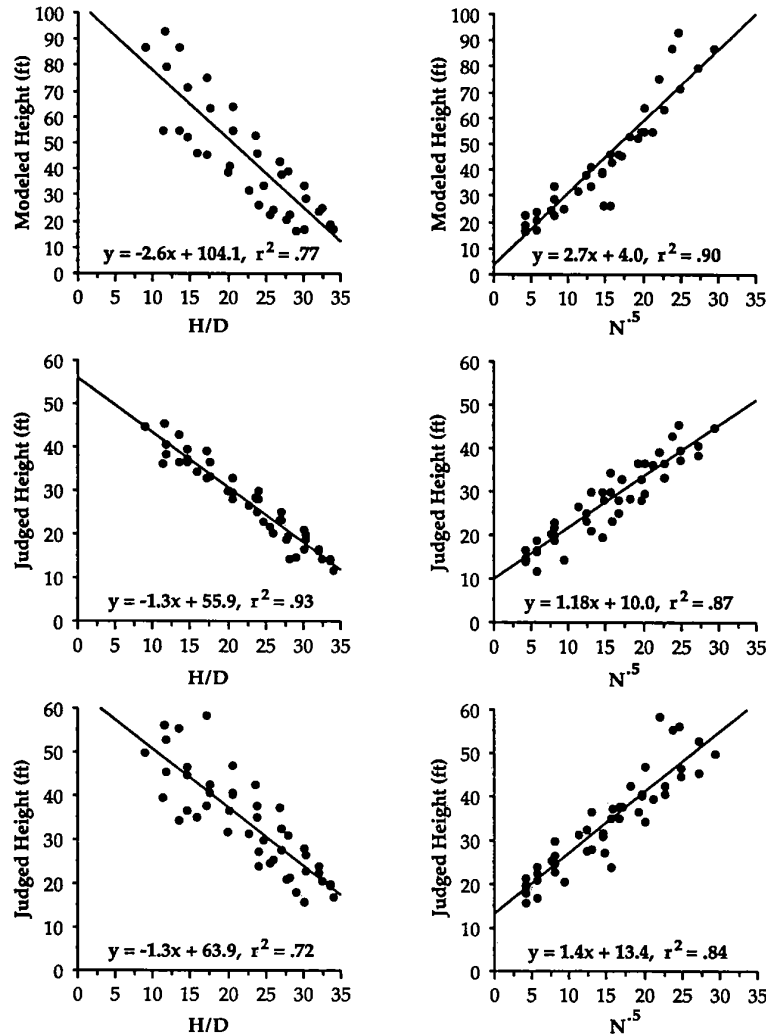 Modeled Height (ft)
100
90
80
70
60
50
40
30
20
10
0
y = -2.6x + 104.1, r² = .77
0 5 10 15 20 25 30 35
H/D
Modeled Height (ft)
100
90
80
70
60
50
40
30
20
10
0
y = 2.7x + 4.0, r² = .90
0 5 10 15 20 25 30 35
N^.5
Judged Height (ft)
60
50
40
30
20
10
0
y = -1.3x + 55.9, r² = .93
0 5 10 15 20 25 30 35
H/D
Judged Height (ft)
60
50
40
30
20
10
0
y = 1.18x + 10.0, r² = .87
0 5 10 15 20 25 30 35
N^.5
Judged Height (ft)
60
50
40
30
20
10
0
y = -1.3x + 63.9, r² = .72
0 5 10 15 20 25 30 35
H/D
Judged Height (ft)
60
50
40
30
20
10
0
y = 1.4x + 13.4, r² = .84
0 5 10 15 20 25 30 35
N^.5